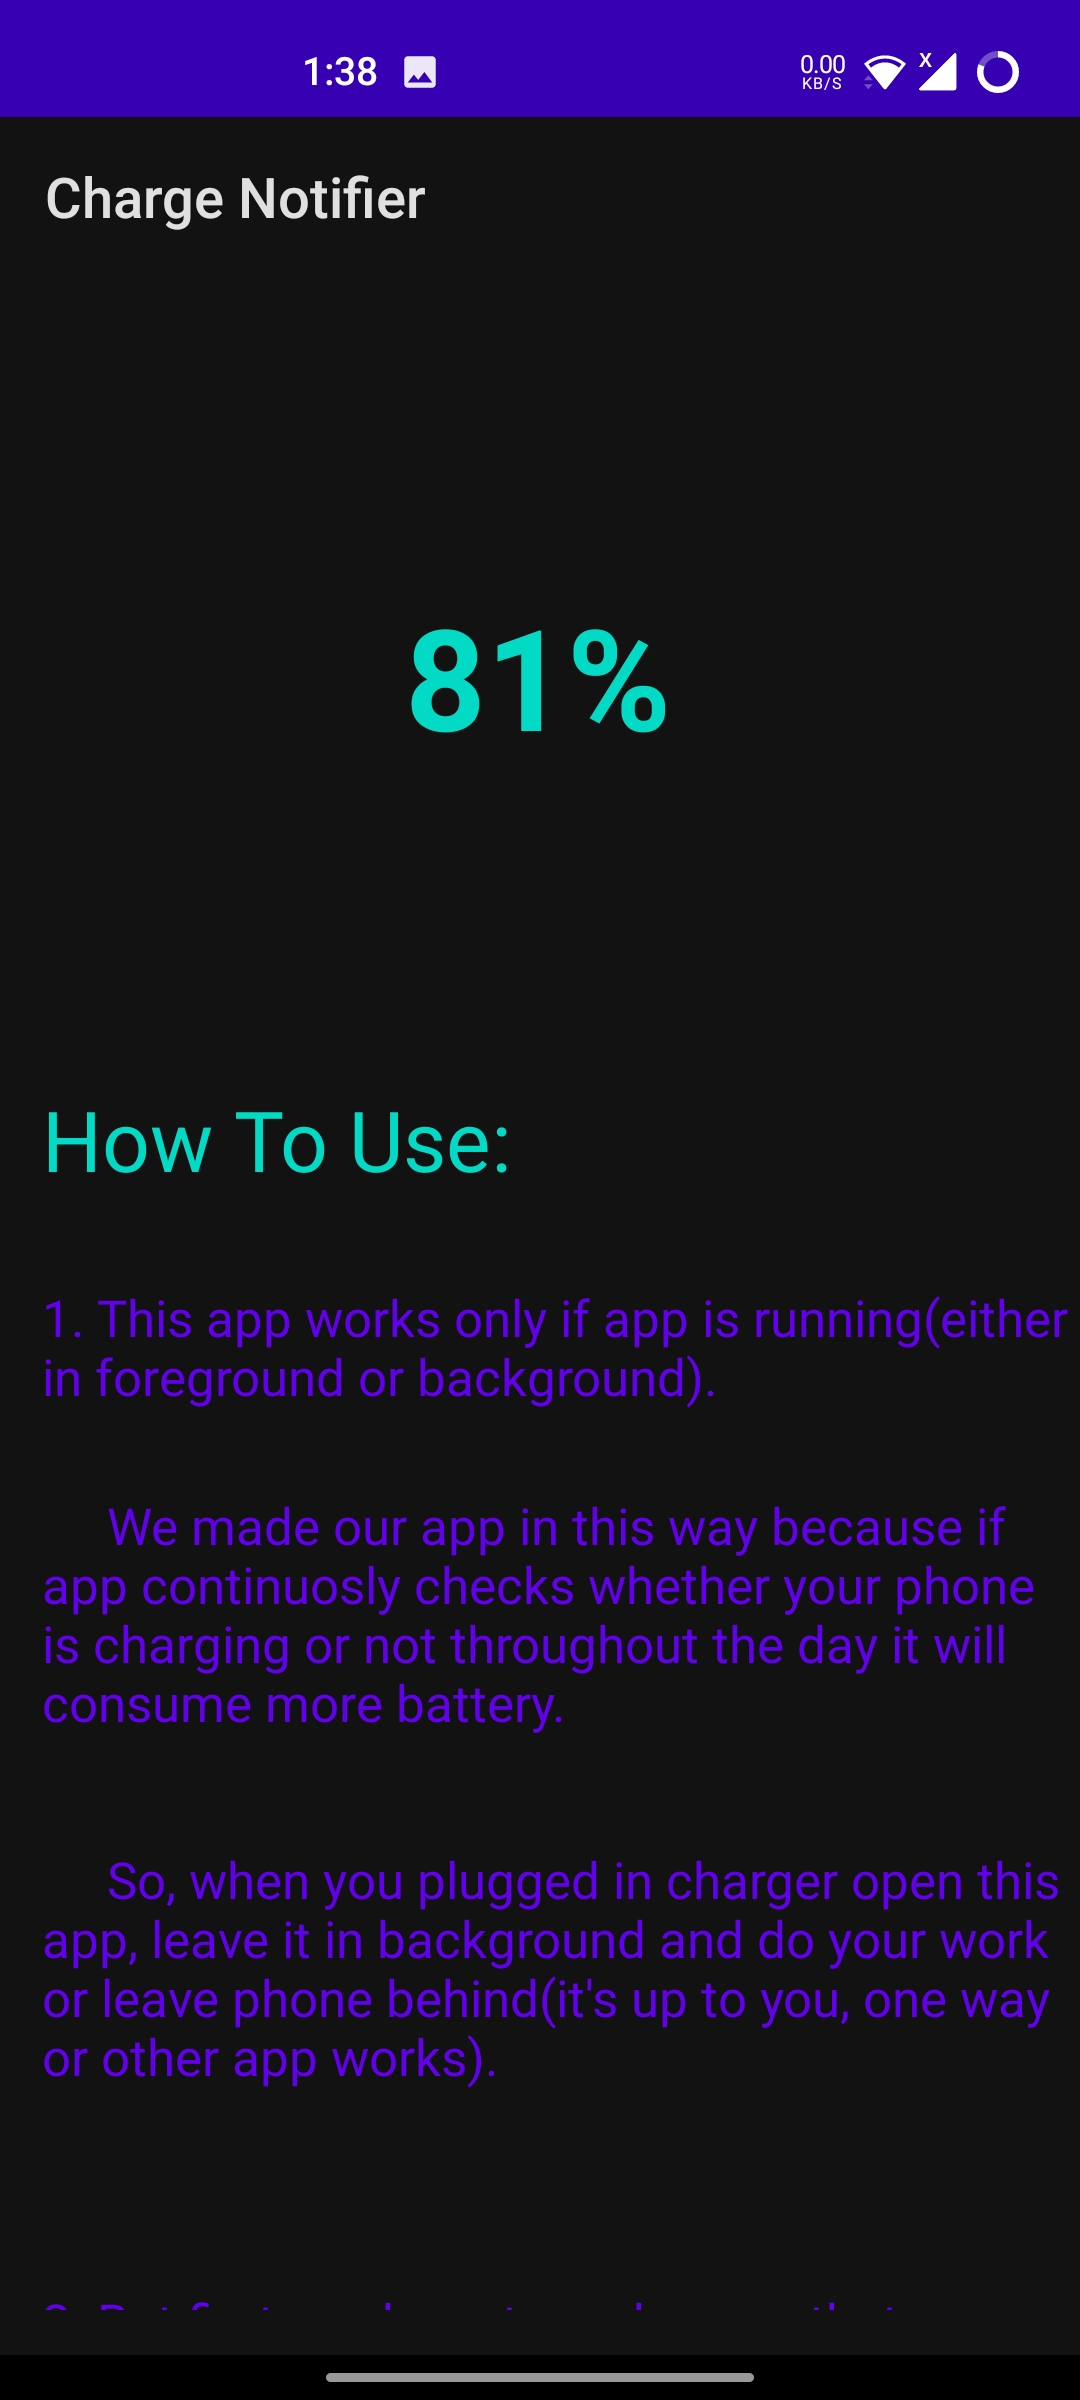 1:38
0.00
KB/S
X
Charge Notifier
81%
How To Use:
1. This app works only if app is running(either
in foreground or background).
We made our app in this way because if
app continuosly checks whether your phone
is charging or not throughout the day it will
consume more battery.
So, when you plugged in charger open this
app, leave it in background and do your work
or leave phone behind(it's up to you, one way
or other app works).